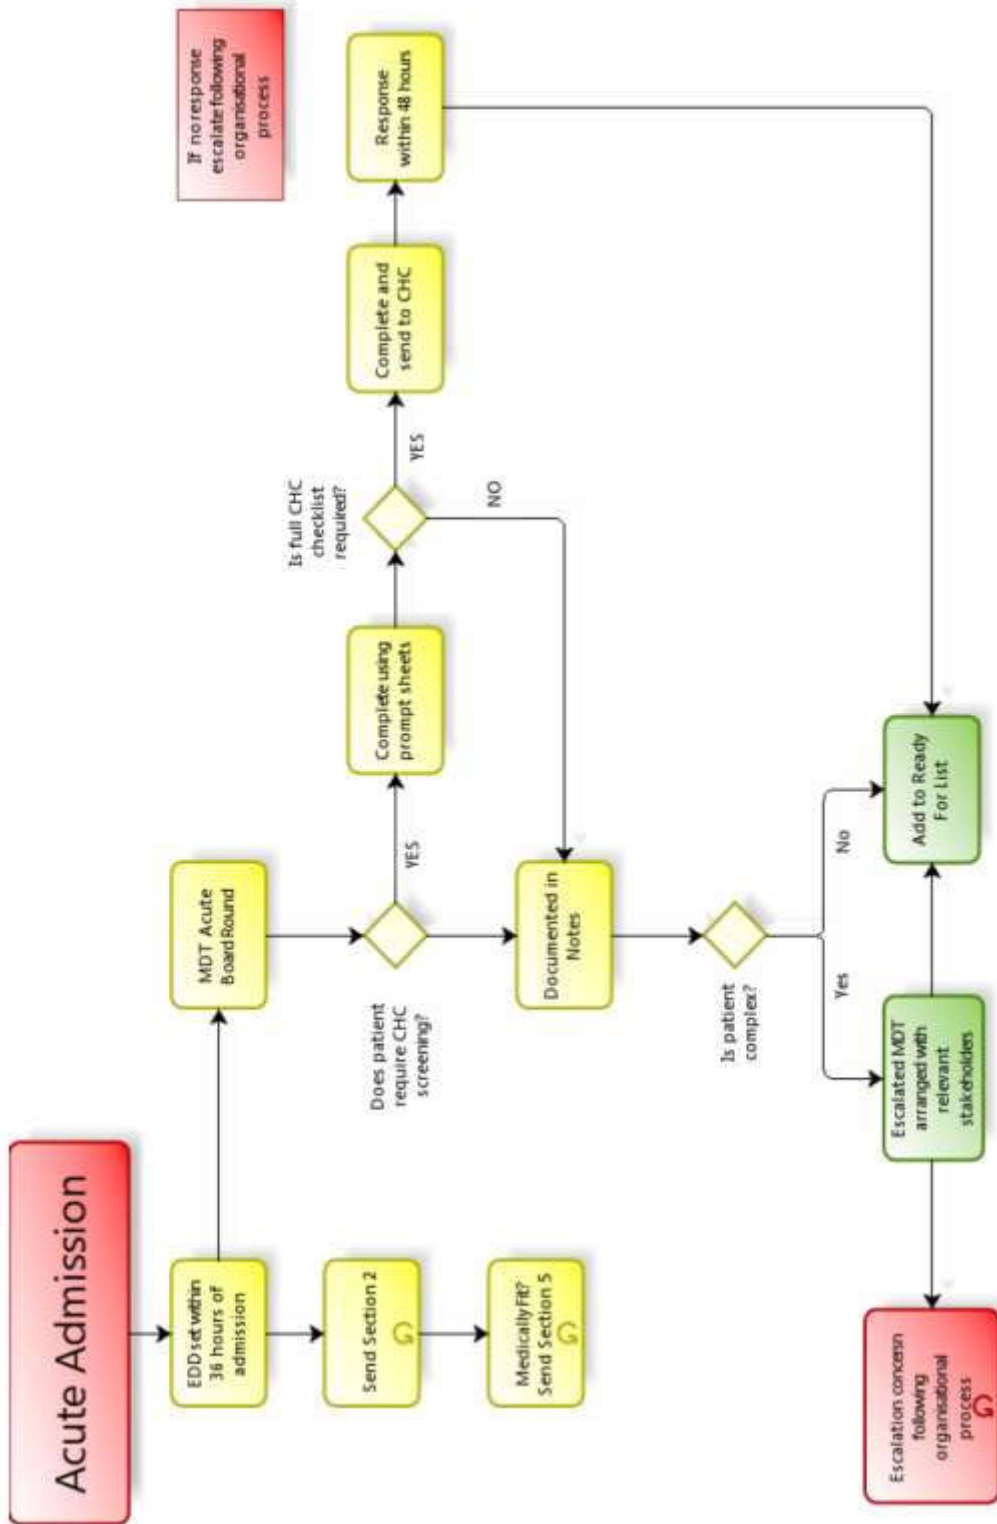 Acute Admission
EDD set within
36 hours of
admission
Send Section 2
Medically Fit?
Send Section 5
MDT Acute
Board Round
Does patient
require CHC
screening?
YES
Complete using
prompt sheets
Is full CHC
checklist
required?
YES
NO
Complete and
send to CHC
Response
within 48 hours
If no response
escalate following
organisational
process
Documented in
Notes
Is patient
complex?
Yes
No
Escalated MDT
arranged with
relevant
stakeholders
Add to Ready
For List
Escalation concern
following
organisational
process